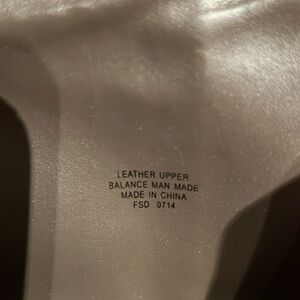 LEATHER UPPER
BALANCE MAN MADE
MADE IN CHINA
FSD 0714